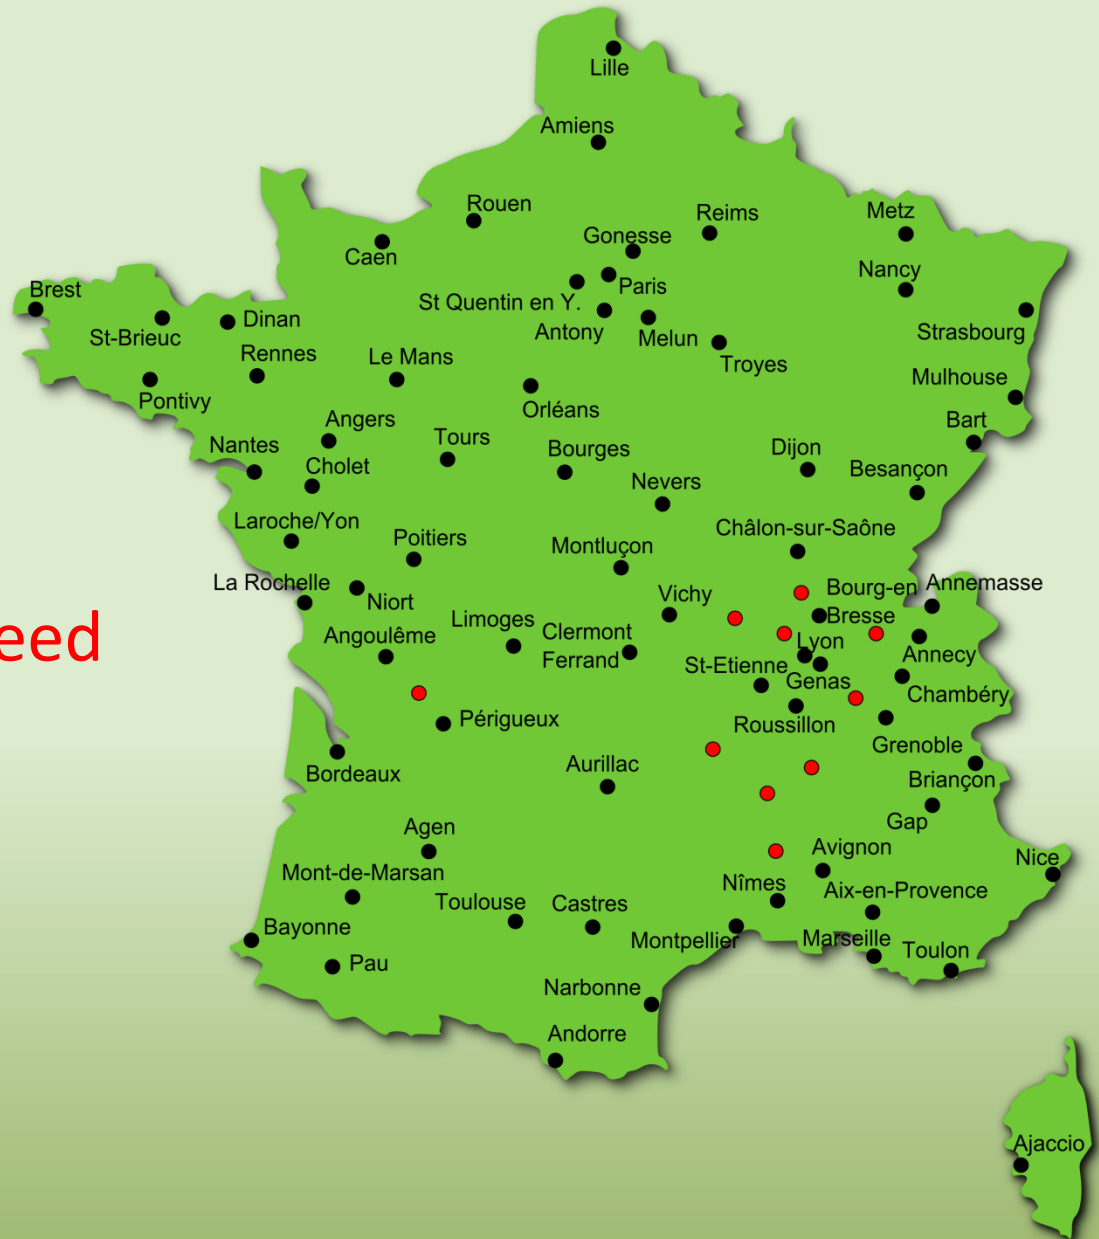 Lille
Amiens
Rouen
Reims
Metz
Gonesse
Caen
Nancy
Paris
Brest
St Quentin en Y.
Dinan
Antony
Melun
Strasbourg
St-Brieuc
Rennes
Le Mans
Troyes
Mulhouse
Pontivy
Orléans
Angers
Bart
Tours
Nantes
Bourges
Dijon
Cholet
Besançon
Nevers
Laroche/Yon
Châlon-sur-Saône
Poitiers
Montluçon
La Rochelle
Bourg-en
Bresse
Annemasse
Vichy
Niort
Limoges
Clermont
Ferrand
eed
Angoulême
Lyon
Annecy
St-Etienne
Genas
Chambéry
Périgueux
Roussillon
Grenoble
Aurillac
Bordeaux
Briançon
Gap
Agen
Avignon
Nice
Mont-de-Marsan
Nîmes
Aix-en-Provence
Toulouse
Castres
Bayonne
Montpellier
Marseille
Toulon
Pau
Narbonne
Andorre
Ajaccio